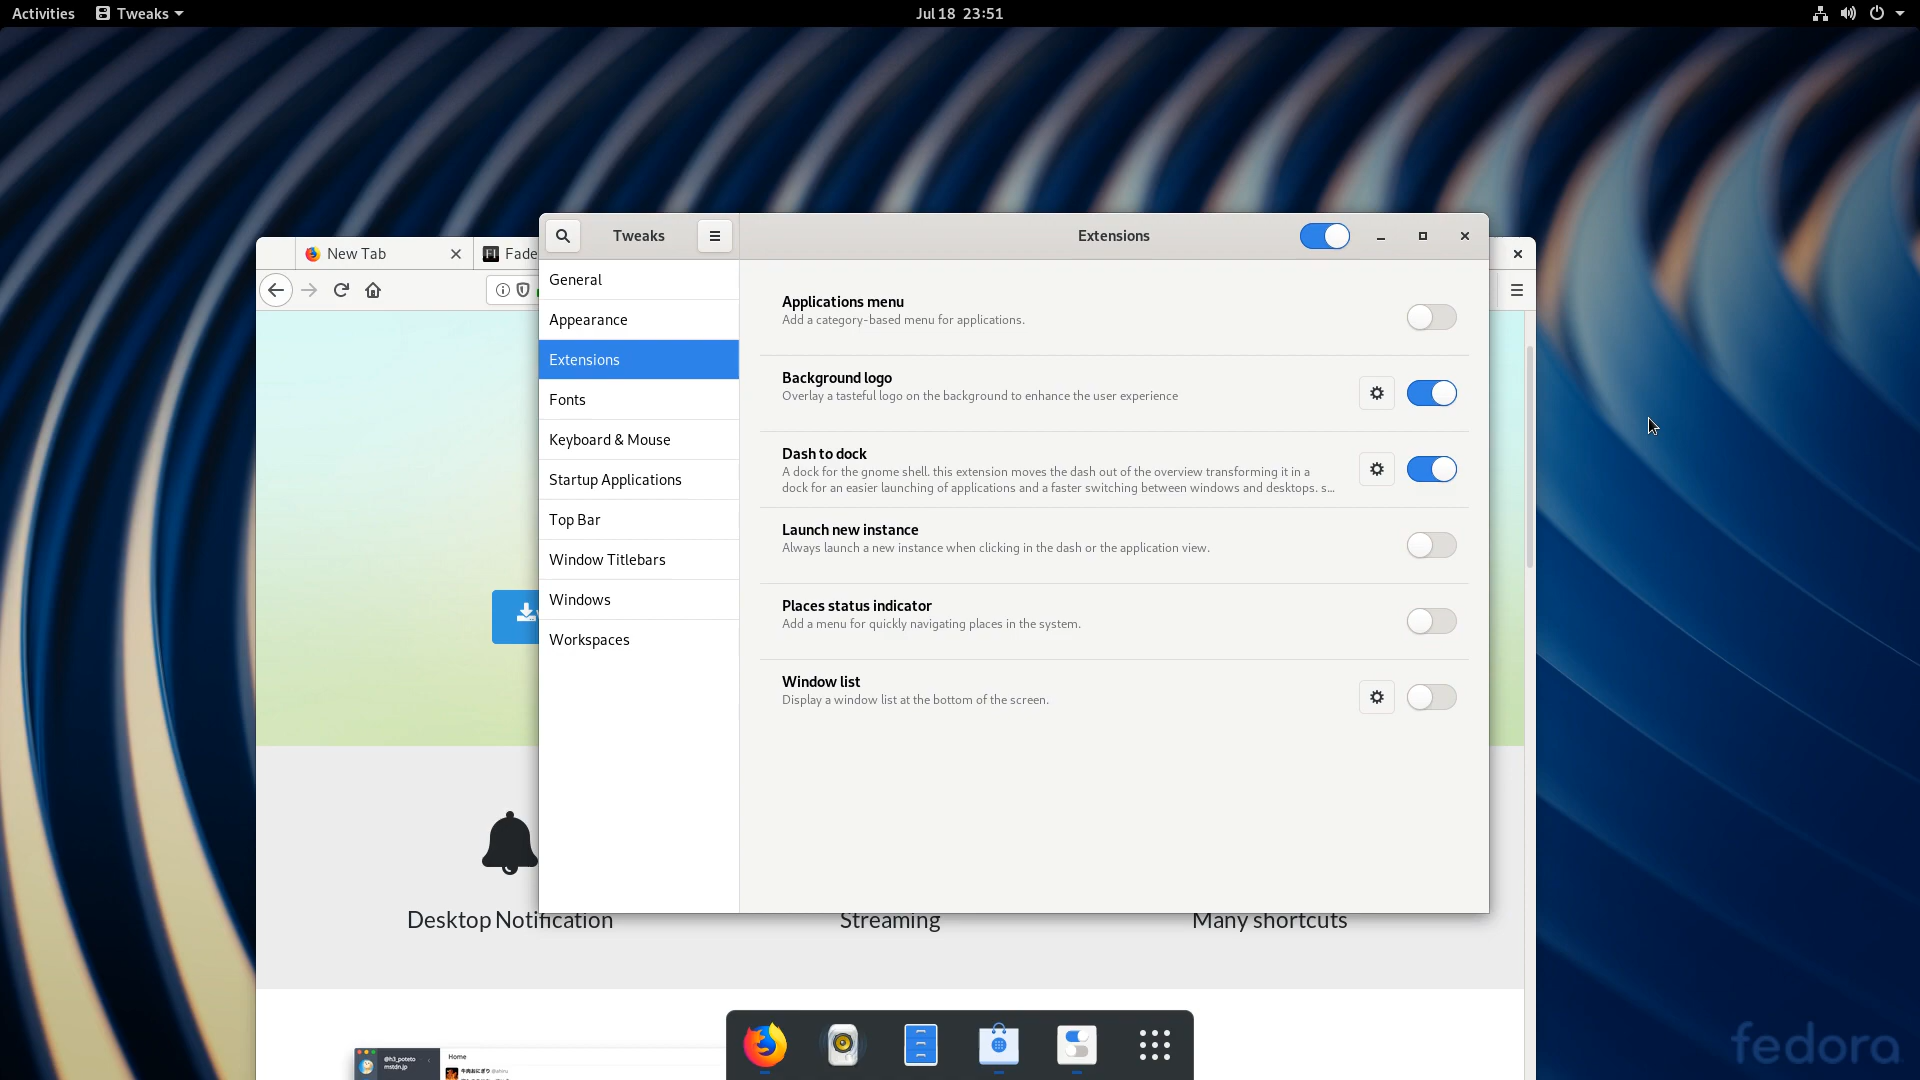 Activities
Tweaks
Jul 18 23:51
Tweaks
Extensions
New Tab
Fade
General
Appearance
Extensions
Fonts
Keyboard & Mouse
Startup Applications
Top Bar
Window Titlebars
Windows
Workspaces
Applications menu
Add a category-based menu for applications.
Background logo
Overlay a tasteful logo on the background to enhance the user experience
Dash to dock
A dock for the gnome shell. this extension moves the dash out of the overview transforming it in a
dock for an easier launching of applications and a faster switching between windows and desktops. s…
Launch new instance
Always launch a new instance when clicking in the dash or the application view.
Places status indicator
Add a menu for quickly navigating places in the system.
Window list
Display a window list at the bottom of the screen.
Desktop Notification
Streaming
Many shortcuts
@h3_poteto
mstdn.jp
Home
fedora